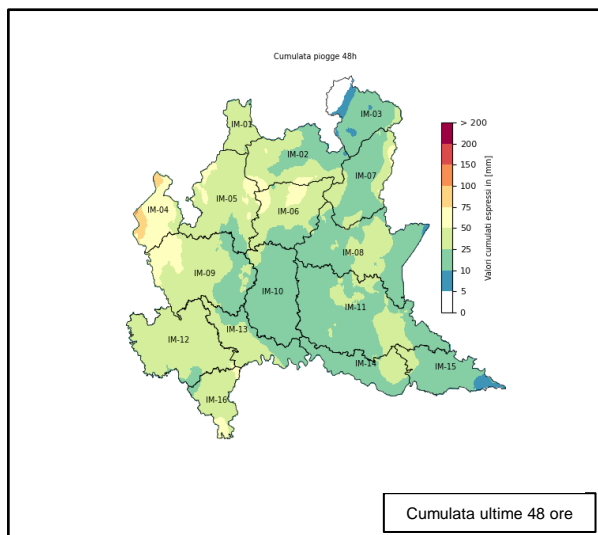 Cumulata piogge 48h
IM-03
IM-01
IM-02
IM-07
IM-05
IM-04
IM-06
IM-08
IM-09
IM-10
IM-11
IM-13
IM-12
IM-14
IM-15
IM-16
> 200
200
150
100
75
50
25
10
5
0
Valori cumulati espressi in [mm]
Cumulata ultime 48 ore